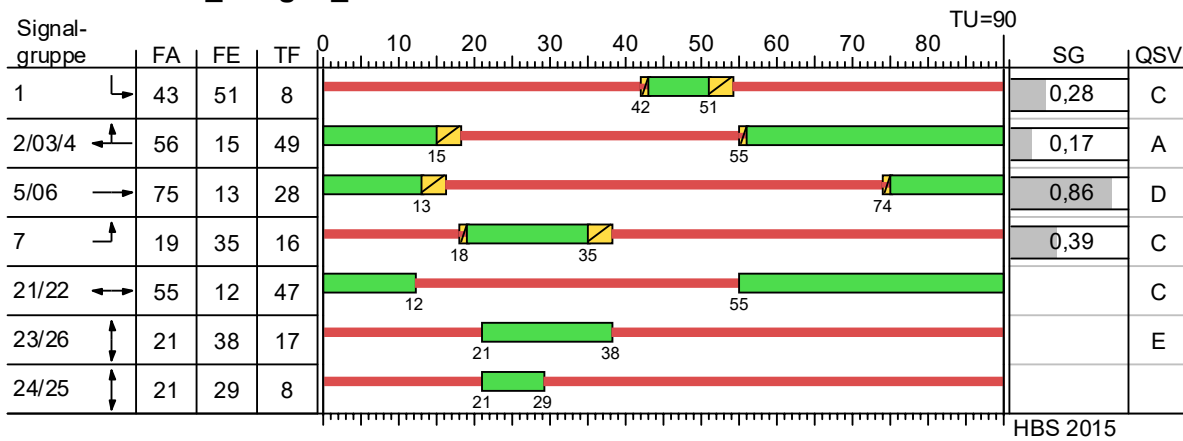 TU=90
Signal-
gruppe FA FE TF 0 10 20 30 40 50 60 70 80 SG QSV
1 43 51 8 0,28 C
42 51
2/03/4 56 15 49 0,17 A
15 55
5/06 75 13 28 0,86 D
13 74
7 19 35 16 0,39 C
18 35
21/22 55 12 47 C
12 55
23/26 21 38 17 E
21 38
24/25 21 29 8
21 29
HBS 2015